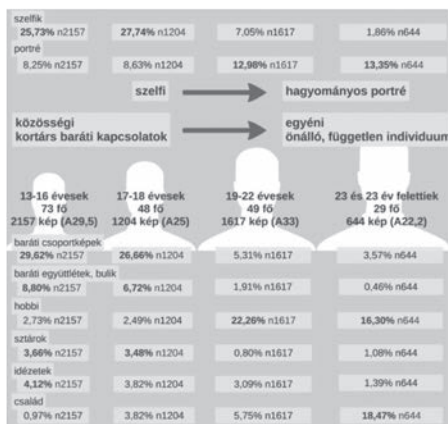 szelfik
25,73% n2157 27,74% n1204 7,05% n1617 1,86% n644
portré
8,25% n2157 8,63% n1204 12,98% n1617 13,35% n644
szelfi hagyományos portré
közösségi egyéni
kortárs baráti kapcsolatok önálló, független individuum
13-16 évesek 17-18 évesek 19-22 évesek 23 és 23 év felettiek
73 fő 48 fő 49 fő 29 fő
2157 kép (A29,5) 1204 kép (A25) 1617 kép (A33) 644 kép (A22,2)
baráti csoportképek
29,62% n2157 26,66% n1204 5,31% n1617 3,57% n644
baráti együttlétek, bulik
8,80% n2157 6,72% n1204 1,91% n1617 0,46% n644
hobbi
2,73% n2157 2,49% n1204 22,26% n1617 16,30% n644
sztárok
3,66% n2157 3,48% n1204 0,80% n1617 1,08% n644
idézetek
4,12% n2157 3,82% n1204 3,09% n1617 1,39% n644
család
0,97% n2157 3,82% n1204 5,75% n1617 18,47% n644